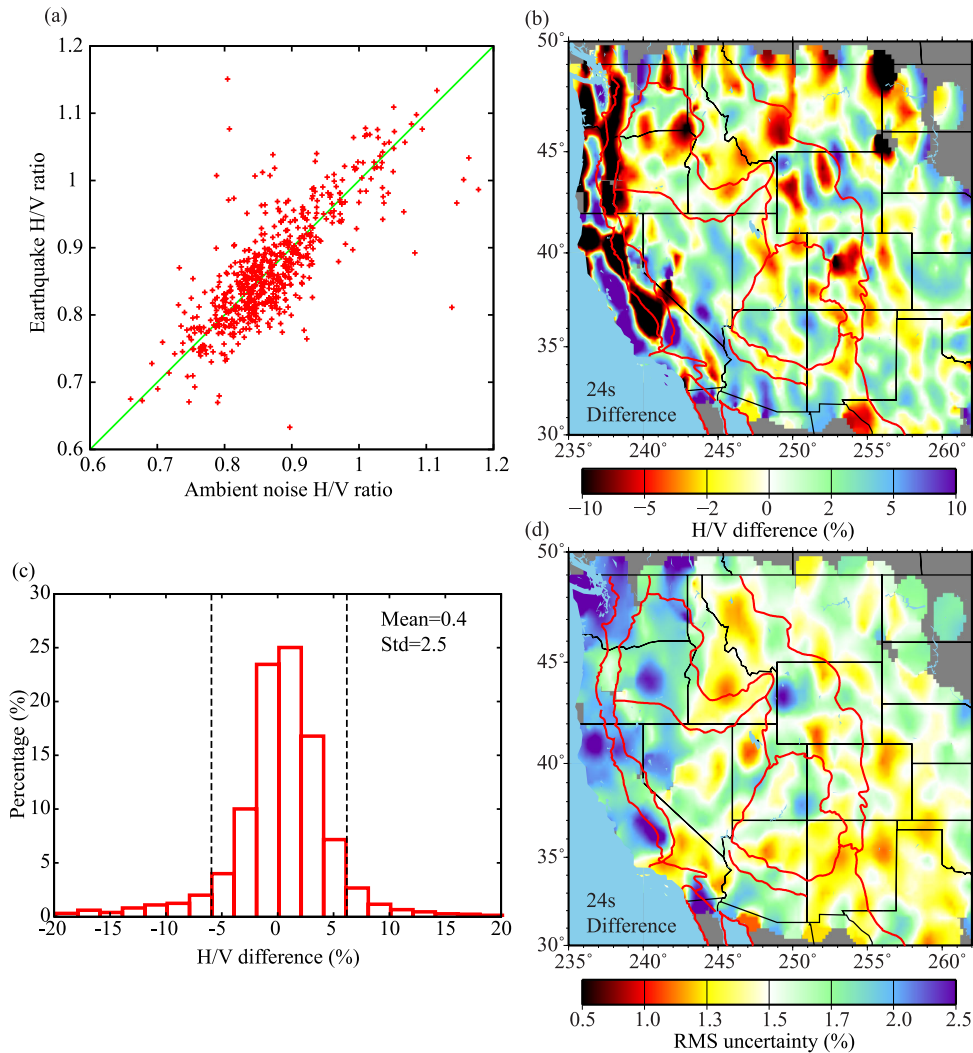 (a)
1.2
1.1
1
0.9
0.8
0.7
0.6
0.6 0.7 0.8 0.9 1 1.1 1.2
Earthquake H/V ratio
Ambient noise H/V ratio
(b)
50°
45°
40°
35°
30°
235° 240° 245° 250° 255° 260°
24s
Difference
−10 −5 −2 0 2 5 10
H/V difference (%)
(c)
30
25
20
15
10
5
0
-20 -10 0 10 20
Percentage (%)
H/V difference (%)
Mean=0.4
Std=2.5
(d)
50°
45°
40°
35°
30°
235° 240° 245° 250° 255° 260°
24s
Difference
0.5 1.0 1.3 1.5 1.7 2.0 2.5
RMS uncertainty (%)